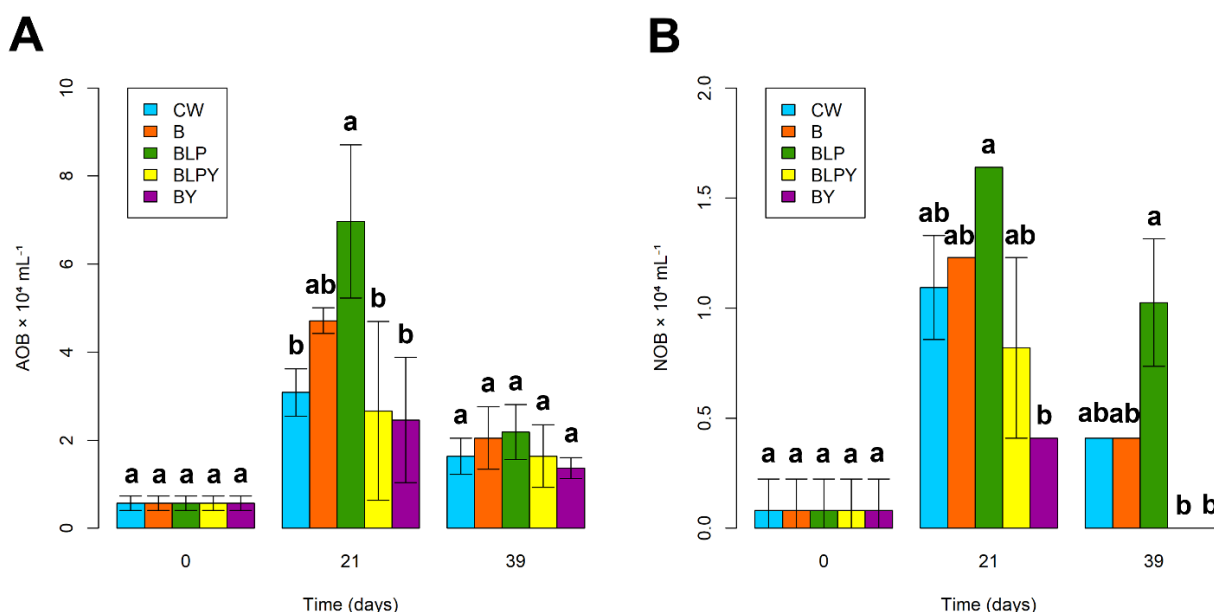 A
AOB × 10⁴ mL⁻¹
10
8
6
4
2
0
CW
B
BLP
BLPY
BY
a a a a a
b ab a b b
a a a a a
0 21 39
Time (days)
B
NOB × 10⁴ mL⁻¹
2.0
1.5
1.0
0.5
0.0
CW
B
BLP
BLPY
BY
a a a a a
ab ab a ab b
ab ab a b b
0 21 39
Time (days)